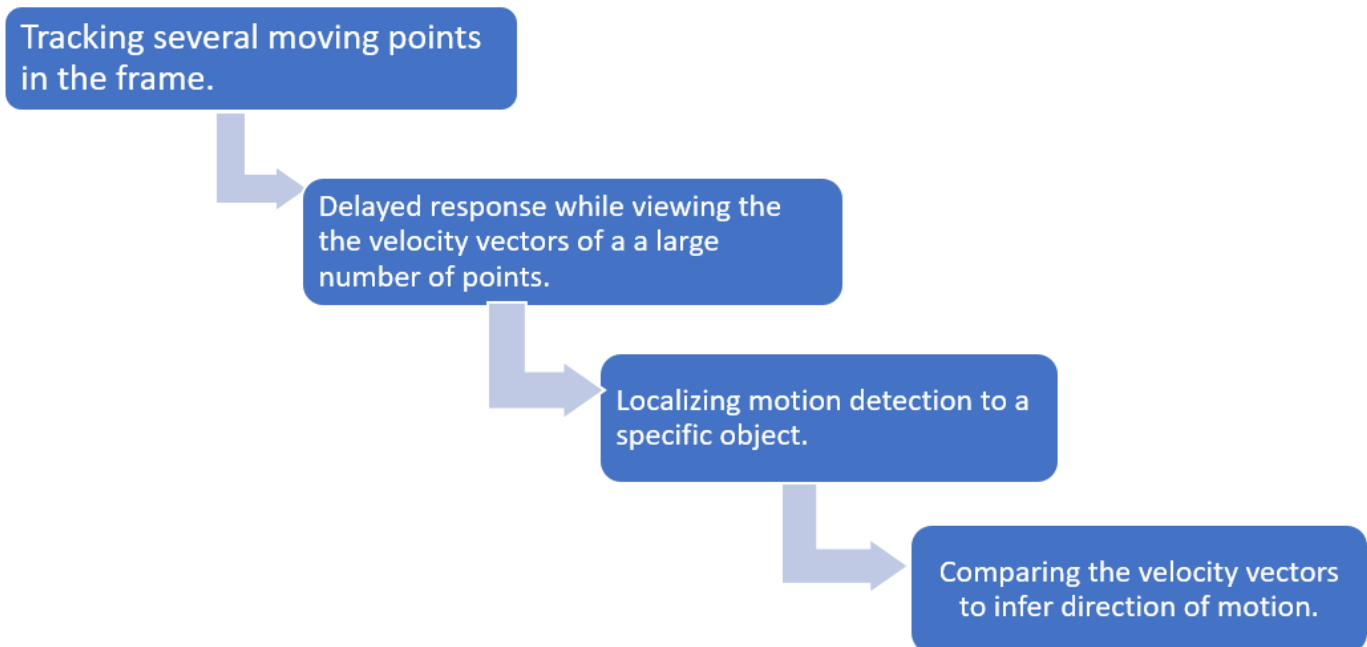 Tracking several moving points
in the frame.
Delayed response while viewing the
the velocity vectors of a a large
number of points.
Localizing motion detection to a
specific object.
Comparing the velocity vectors
to infer direction of motion.